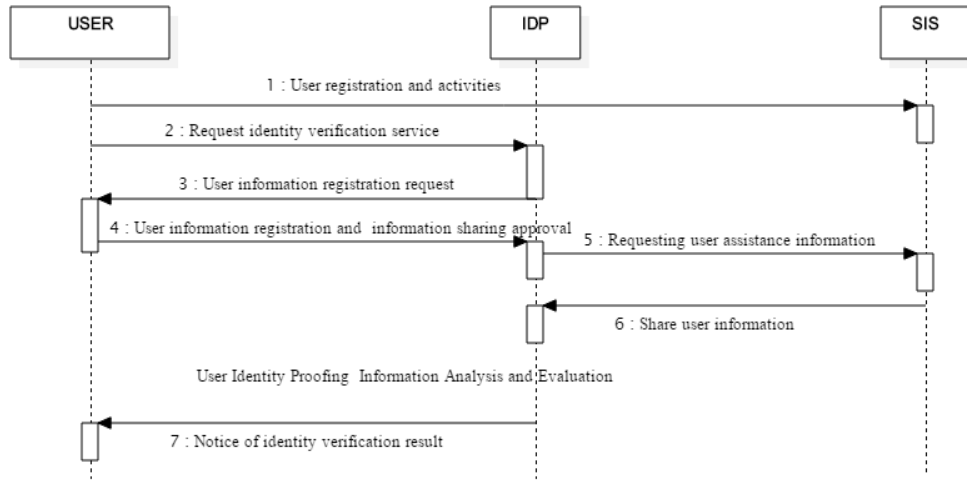 USER
IDP
SIS
1 : User registration and activities
2 : Request identity verification service
3 : User information registration request
4 : User information registration and information sharing approval
5 : Requesting user assistance information
6 : Share user information
User Identity Proofing Information Analysis and Evaluation
7 : Notice of identity verification result